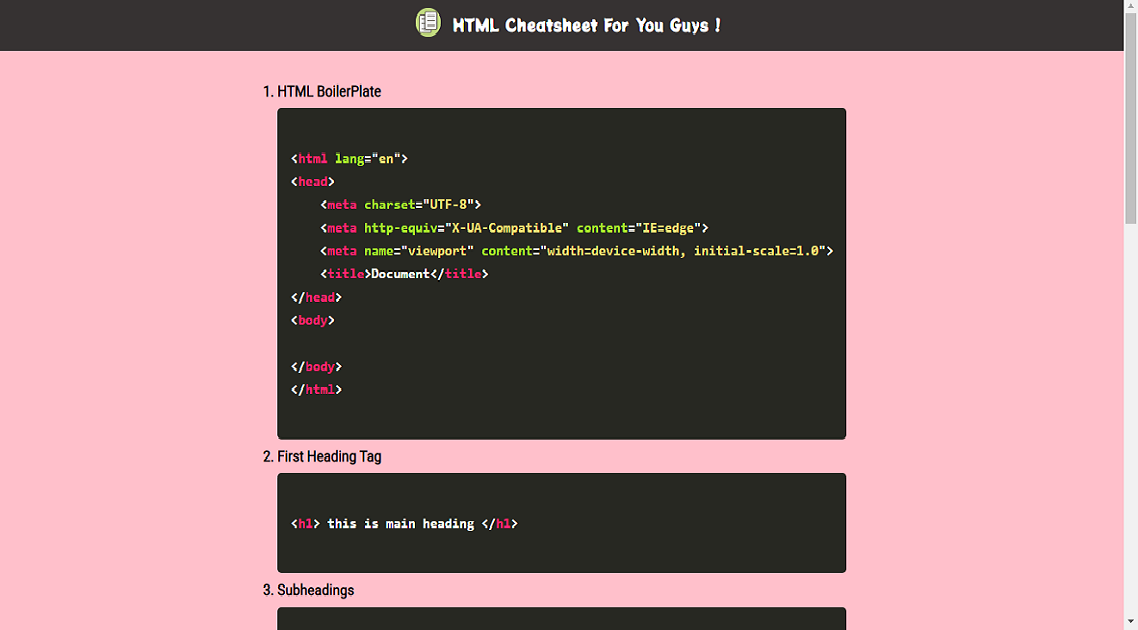 HTML Cheatsheet For You Guys !
1. HTML BoilerPlate
<html lang="en">
<head>
    <meta charset="UTF-8">
    <meta http-equiv="X-UA-Compatible" content="IE=edge">
    <meta name="viewport" content="width=device-width, initial-scale=1.0">
    <title>Document</title>
</head>
<body>
</body>
</html>
2. First Heading Tag
<h1> this is main heading </h1>
3. Subheadings